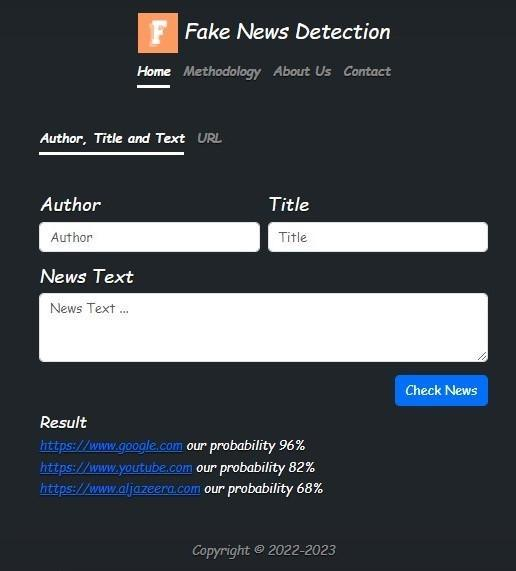 F Fake News Detection
Home Methodology About Us Contact
Author, Title and Text URL
Author Title
Author Title
News Text
News Text ...
Check News
Result
https://www.google.com our probability 96%
https://www.youtube.com our probability 82%
https://www.aljazeera.com our probability 68%
Copyright © 2022-2023